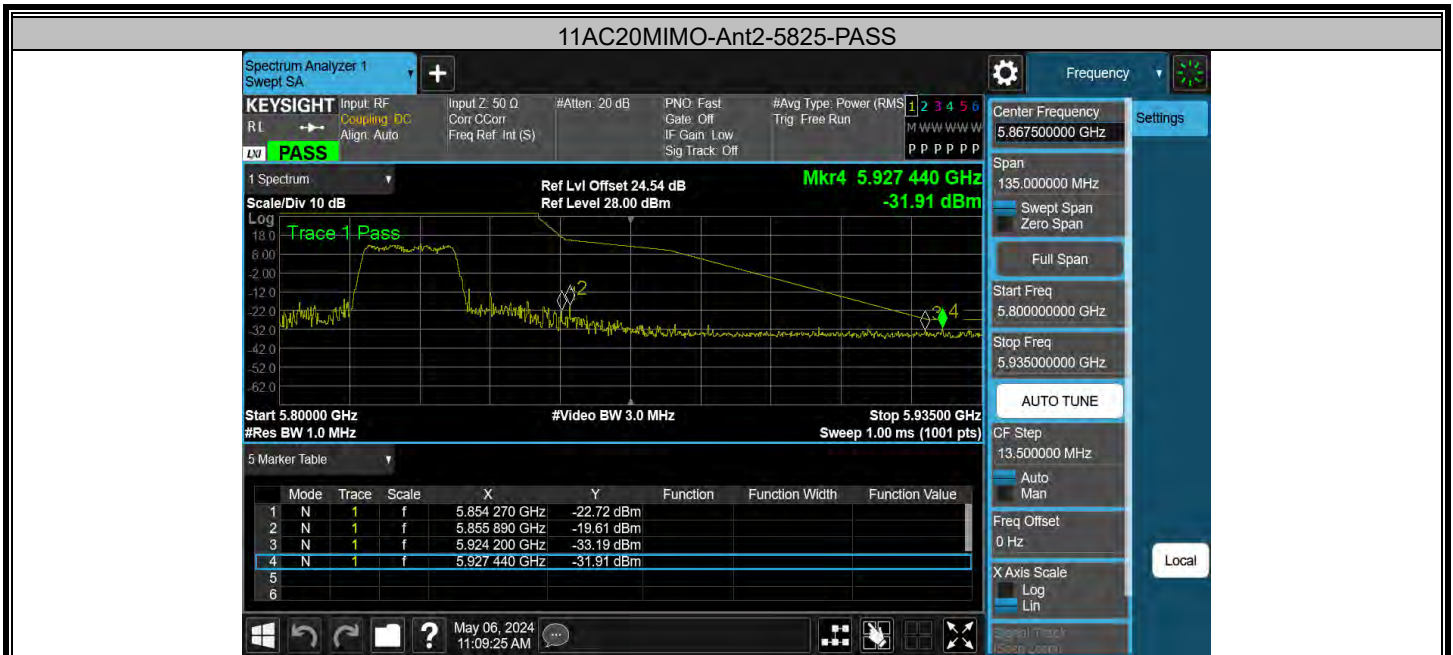 11AC20MIMO-Ant2-5825-PASS
Spectrum Analyzer 1
Swept SA
+
Frequency
KEYSIGHT Input: RF Input Z: 50 Ω #Atten: 20 dB PNO: Fast #Avg Type: Power (RMS 1 2 3 4 5 6
RL Coupling: DC Corr CCorr Gate: Off Trig: Free Run
Align: Auto Freq Ref: Int (S) IF Gain: Low M W W W W W
LXI PASS Sig Track: Off P P P P P P
Center Frequency
5.867500000 GHz
Settings
Span
135.000000 MHz
Swept Span
Zero Span
Full Span
Start Freq
5.800000000 GHz
Stop Freq
5.935000000 GHz
AUTO TUNE
CF Step
13.500000 MHz
Auto
Man
Freq Offset
0 Hz
X Axis Scale
Log
Lin
Signal Track
(Span Zoom)
Local
1 Spectrum
Ref Lvl Offset 24.54 dB Mkr4 5.927 440 GHz
Scale/Div 10 dB Ref Level 28.00 dBm -31.91 dBm
Log
Trace 1 Pass
18.0
8.00
-2.00
-12.0
-22.0
-32.0
-42.0
-52.0
-62.0
2
3 4
Start 5.80000 GHz #Video BW 3.0 MHz Stop 5.93500 GHz
#Res BW 1.0 MHz Sweep 1.00 ms (1001 pts)
5 Marker Table
Mode Trace Scale X Y Function Function Width Function Value
1 N 1 f 5.854 270 GHz -22.72 dBm
2 N 1 f 5.855 890 GHz -19.61 dBm
3 N 1 f 5.924 200 GHz -33.19 dBm
4 N 1 f 5.927 440 GHz -31.91 dBm
5
6
?
May 06, 2024
11:09:25 AM